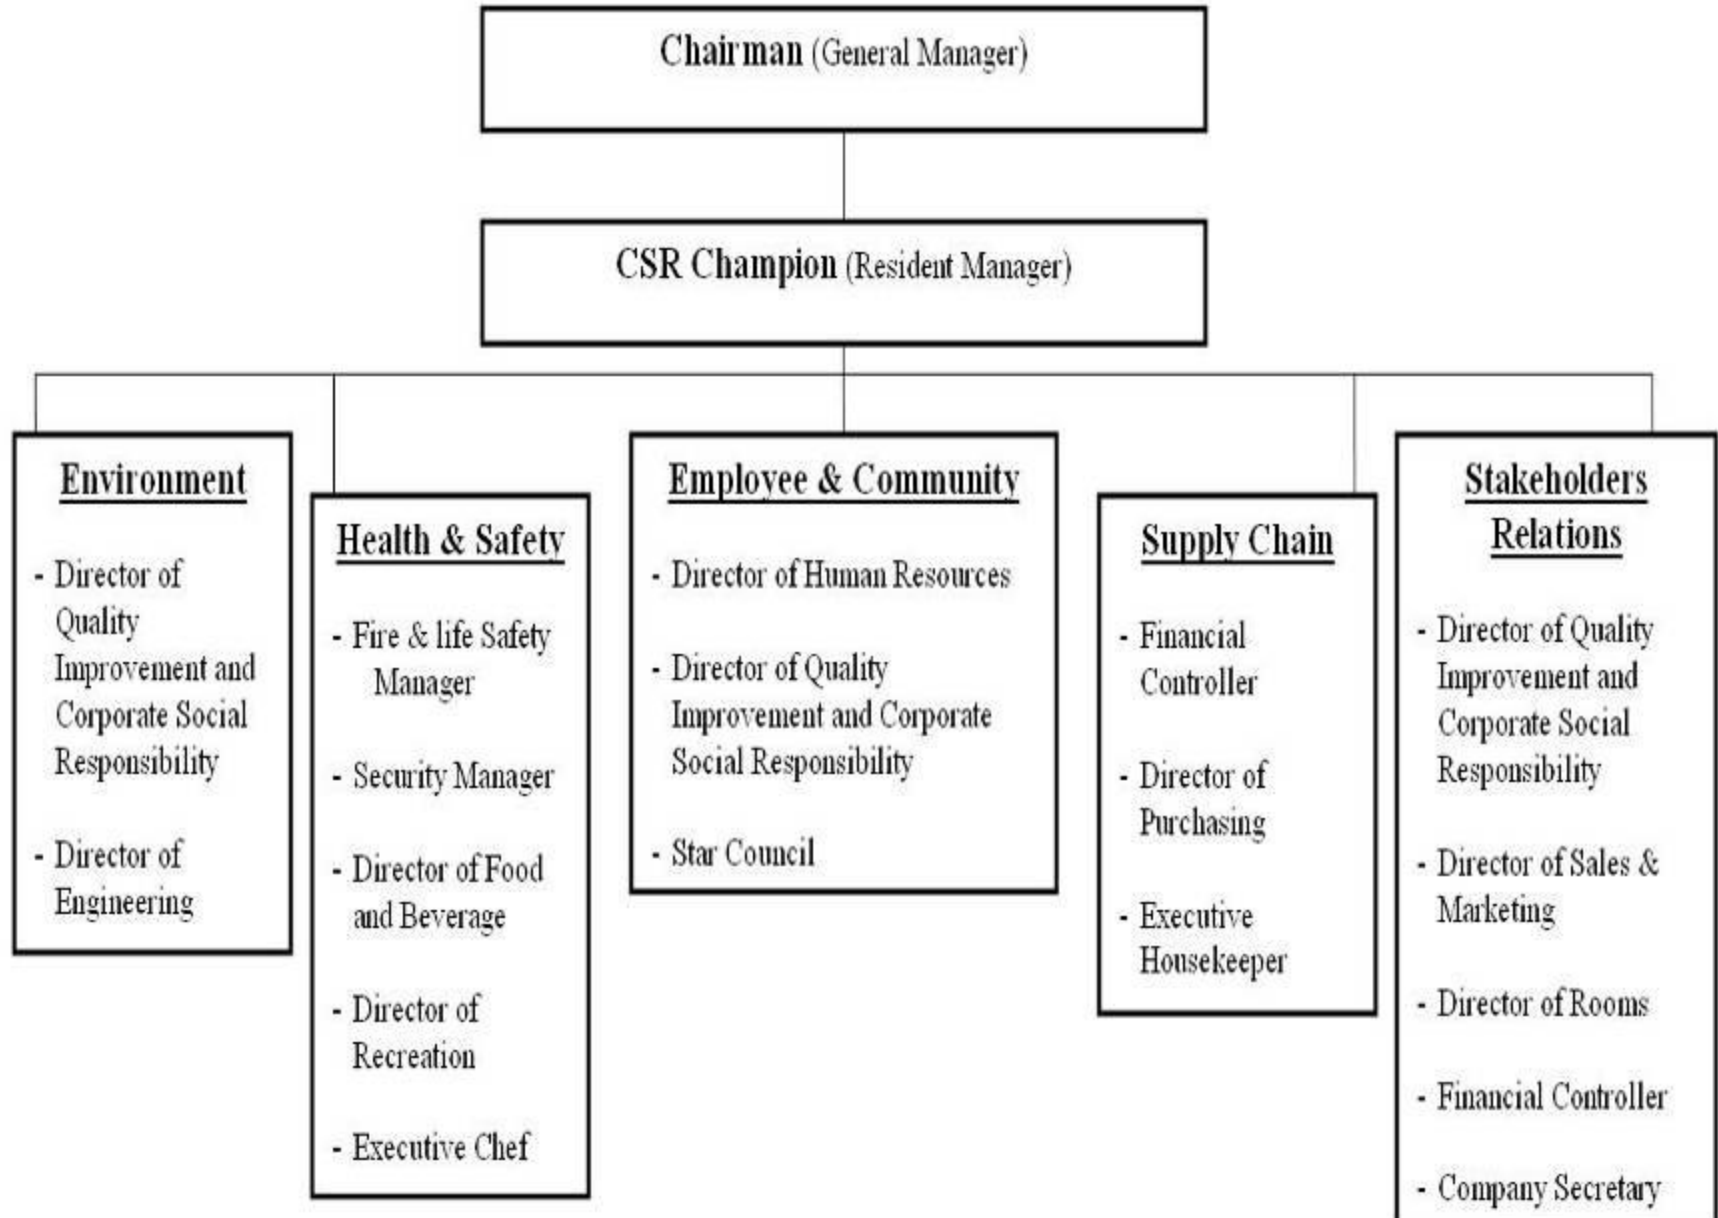 Chairman (General Manager)
CSR Champion (Resident Manager)
Environment
- Director of
Quality
Improvement and
Corporate Social
Responsibility
- Director of
Engineering
Health & Safety
- Fire & life Safety
Manager
- Security Manager
- Director of Food
and Beverage
- Director of
Recreation
- Executive Chef
Employee & Community
- Director of Human Resources
- Director of Quality
Improvement and Corporate
Social Responsibility
- Star Council
Supply Chain
- Financial
Controller
- Director of
Purchasing
- Executive
Housekeeper
Stakeholders
Relations
- Director of Quality
Improvement and
Corporate Social
Responsibility
- Director of Sales &
Marketing
- Director of Rooms
- Financial Controller
- Company Secretary